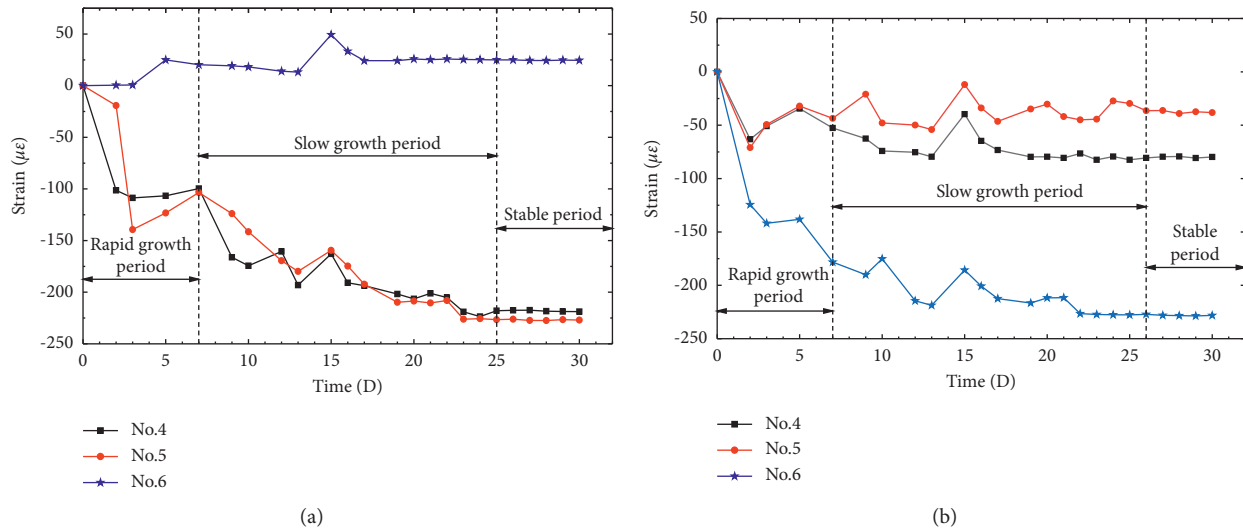 50
0
-50
-100
-150
-200
-250
Strain (με)
Slow growth period
Rapid growth
period
Stable period
0 5 10 15 20 25 30
Time (D)
No.4
No.5
No.6
(a)
50
0
-50
-100
-150
-200
-250
Strain (με)
Slow growth period
Rapid growth
period
Stable
period
0 5 10 15 20 25 30
Time (D)
No.4
No.5
No.6
(b)